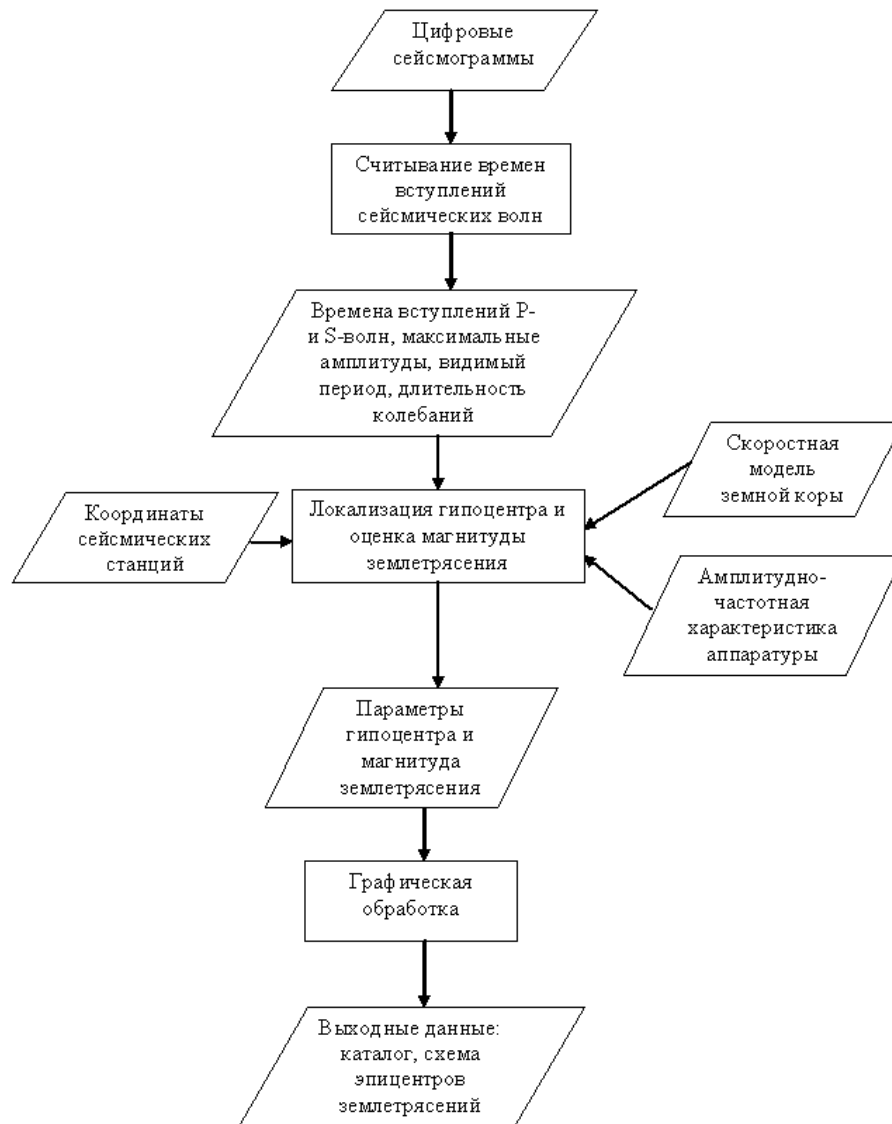 Цифровые
сейсмограммы
Считывание времен
вступлений
сейсмических волн
Времена вступлений P-
и S-волн, максимальные
амплитуды, видимый
период, длительность
колебаний
Скоростная
модель
земной коры
Координаты
сейсмических
станций
Локализация гипоцентра и
оценка магнитуды
землетрясения
Амплитудно-
частотная
характеристика
аппаратуры
Параметры
гипоцентра и
магнитуда
землетрясения
Графическая
обработка
Выходные данные:
каталог, схема
эпицентров
землетрясений